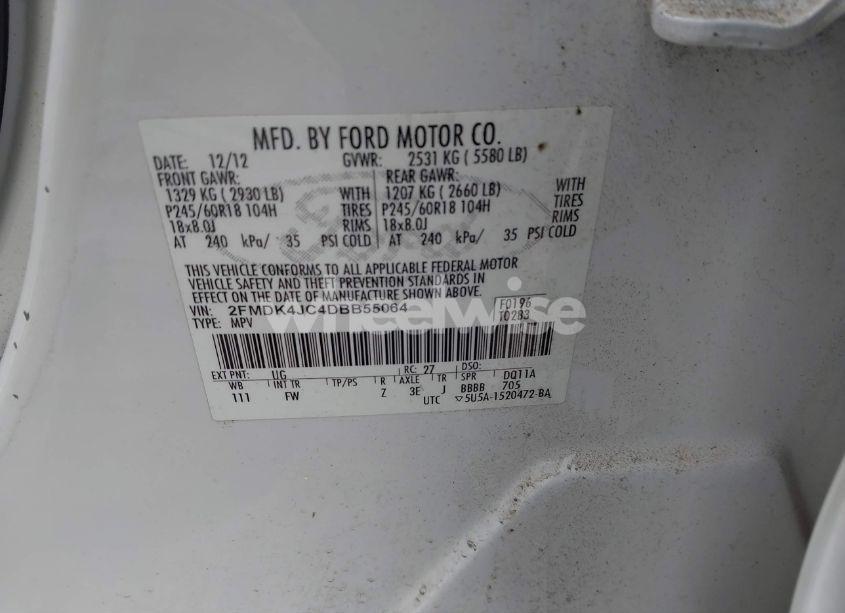 MFD. BY FORD MOTOR CO.
DATE: 12/12 GVWR: 2531 KG ( 5580 LB)
FRONT GAWR: REAR GAWR:
1329 KG ( 2930 LB) WITH 1207 KG ( 2660 LB) WITH
P245/60R18 104H TIRES P245/60R18 104H TIRES
18x8.0J RIMS 18x8.0J RIMS
AT 240 kPa/ 35 PSI COLD AT 240 kPa/ 35 PSI COLD
THIS VEHICLE CONFORMS TO ALL APPLICABLE FEDERAL MOTOR
VEHICLE SAFETY AND THEFT PREVENTION STANDARDS IN
EFFECT ON THE DATE OF MANUFACTURE SHOWN ABOVE.
VIN: 2FMDK4JC4DBB55064 F0196
TYPE: MPV T0283
wheelwise
EXT PNT: UG RC: 27 DSO:
WB INT TR TP/PS R AXLE TR SPR DQ11A
111 FW Z 3E J BBBB 705
UTC ▽5U5A-1520472-BA